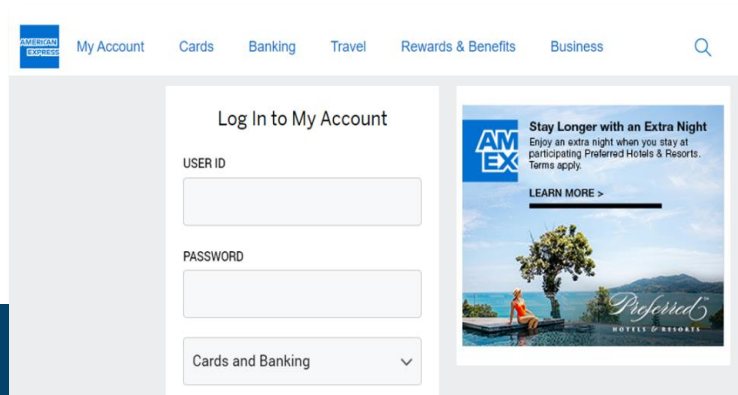 AMERICAN
EXPRESS
My Account Cards Banking Travel Rewards & Benefits Business
Log In to My Account
USER ID
PASSWORD
Cards and Banking
AM
EX
Stay Longer with an Extra Night
Enjoy an extra night when you stay at
participating Preferred Hotels & Resorts.
Terms apply.
LEARN MORE >
Preferred™
HOTELS & RESORTS